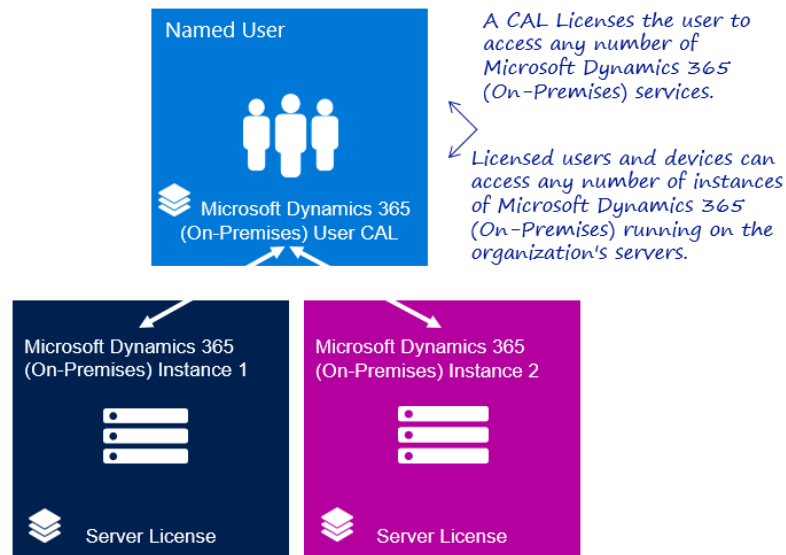 Named User
Microsoft Dynamics 365
(On-Premises) User CAL
A CAL Licenses the user to
access any number of
Microsoft Dynamics 365
(On-Premises) services.
Licensed users and devices can
access any number of instances
of Microsoft Dynamics 365
(On-Premises) running on the
organization's servers.
Microsoft Dynamics 365
(On-Premises) Instance 1
Server License
Microsoft Dynamics 365
(On-Premises) Instance 2
Server License